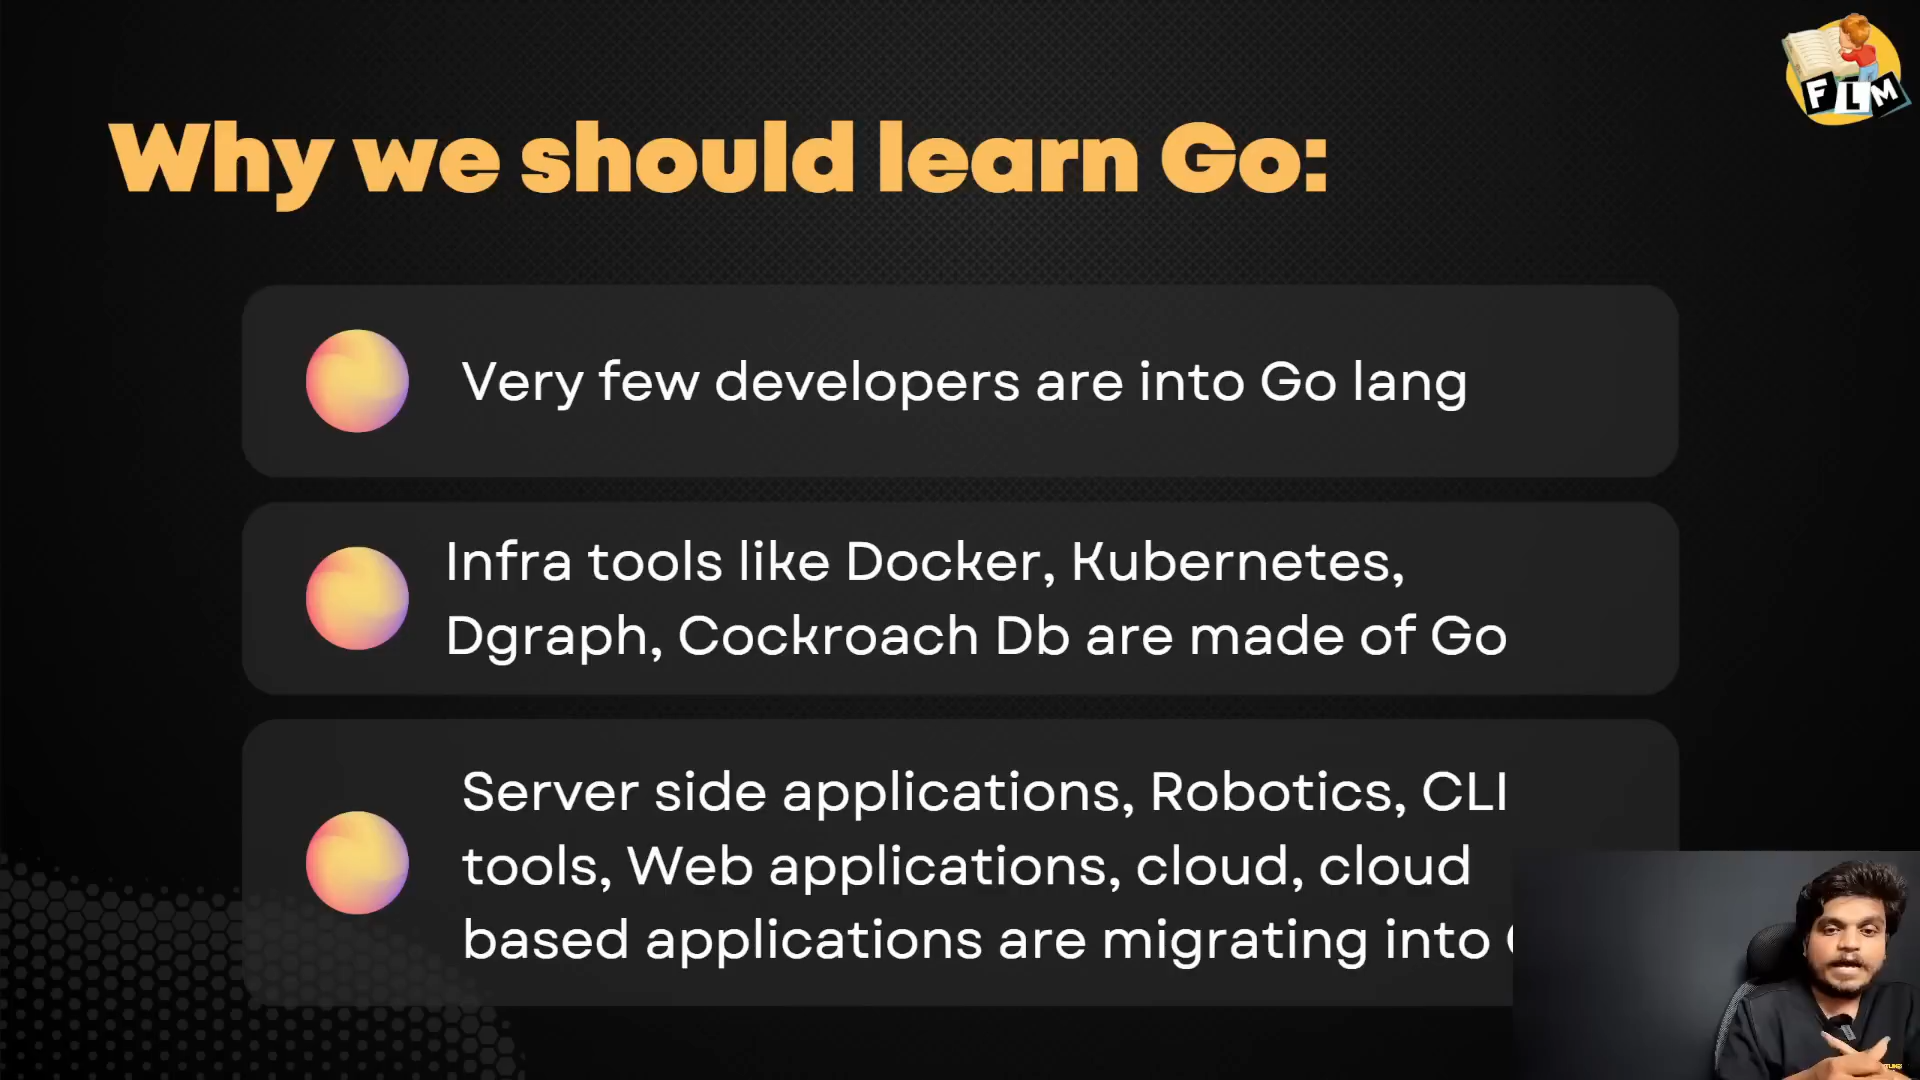 FLM
Why we should learn Go:
Very few developers are into Go lang
Infra tools like Docker, Kubernetes,
Dgraph, Cockroach Db are made of Go
Server side applications, Robotics, CLI
tools, Web applications, cloud, cloud
based applications are migrating into